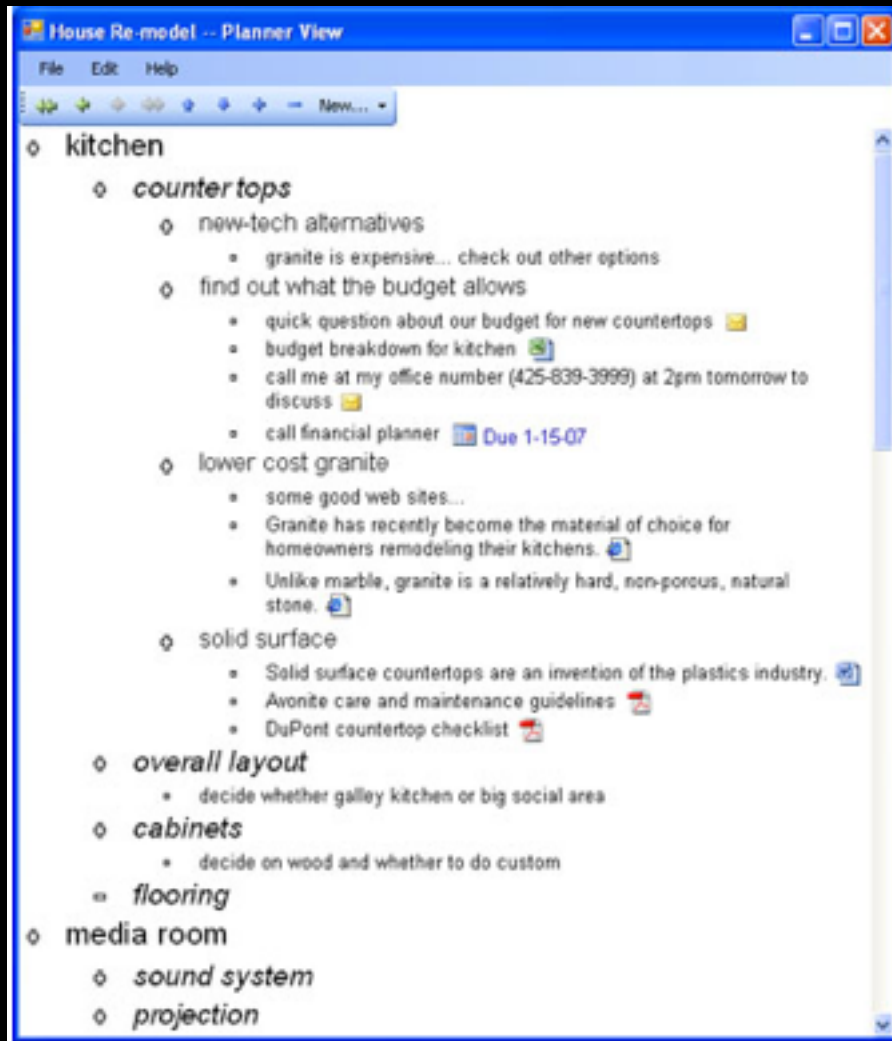 House Re-model -- Planner View
File Edit Help
New...
kitchen
counter tops
new-tech alternatives
granite is expensive... check out other options
find out what the budget allows
quick question about our budget for new countertops
budget breakdown for kitchen
call me at my office number (425-839-3999) at 2pm tomorrow to
discuss
call financial planner Due 1-15-07
lower cost granite
some good web sites...
Granite has recently become the material of choice for
homeowners remodeling their kitchens.
Unlike marble, granite is a relatively hard, non-porous, natural
stone.
solid surface
Solid surface countertops are an invention of the plastics industry.
Avonite care and maintenance guidelines
DuPont countertop checklist
overall layout
decide whether galley kitchen or big social area
cabinets
decide on wood and whether to do custom
flooring
media room
sound system
projection